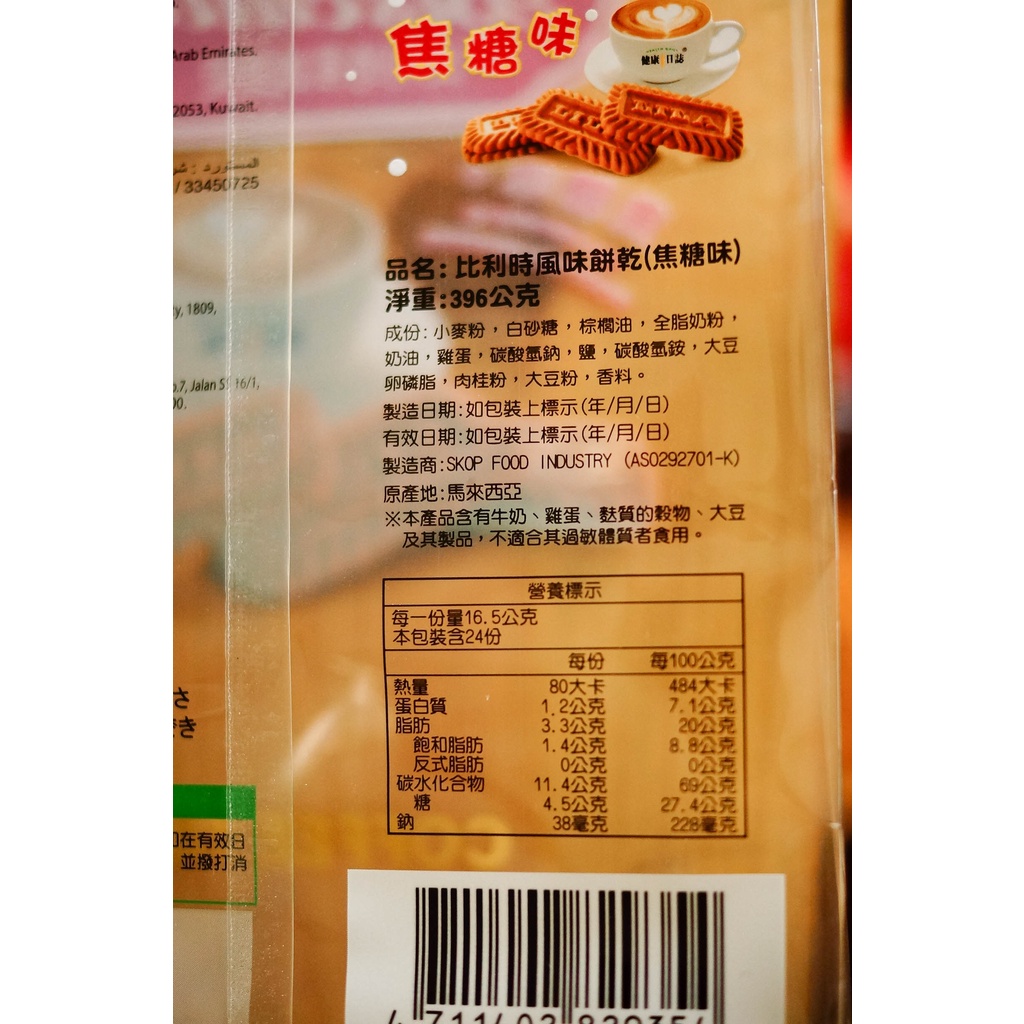 焦糖味
健康日誌
Arab Emirates.
2053, Kuwait.
/ 33450725
1809,
Jalan SS 16/1,
品名:比利時風味餅乾(焦糖味)
淨重:396公克
成份:小麥粉,白砂糖,棕櫚油,全脂奶粉,
奶油,雞蛋,碳酸氫鈉,鹽,碳酸氫銨,大豆
卵磷脂,肉桂粉,大豆粉,香料。
製造日期:如包裝上標示(年/月/日)
有效日期:如包裝上標示(年/月/日)
製造商:SKOP FOOD INDUSTRY (AS0292701-K)
原產地:馬來西亞
※本產品含有牛奶、雞蛋、麩質的穀物、大豆
及其製品,不適合其過敏體質者食用。
營養標示
每一份量16.5公克
本包裝含24份
每份 每100公克
熱量 80大卡 484大卡
蛋白質 1.2公克 7.1公克
脂肪 3.3公克 20公克
飽和脂肪 1.4公克 8.8公克
反式脂肪 0公克 0公克
碳水化合物 11.4公克 69公克
糖 4.5公克 27.4公克
鈉 38毫克 228毫克
さ
き
在有效日
並撥打消